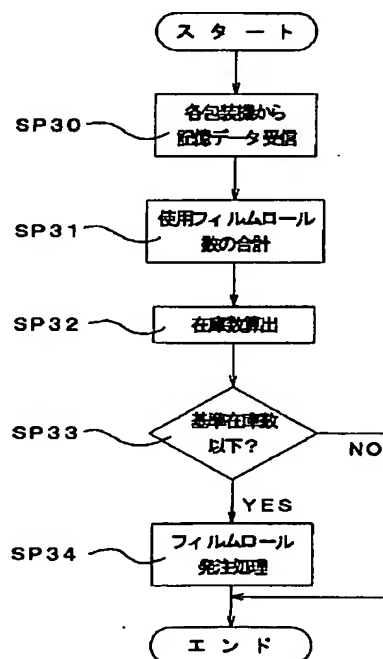 スタート
SP30
各包装機から
記憶データ受信
SP31
使用フィルムロール
数の合計
SP32
在庫数算出
SP33
基準在庫数
以下?
NO
YES
SP34
フィルムロール
発注処理
エンド